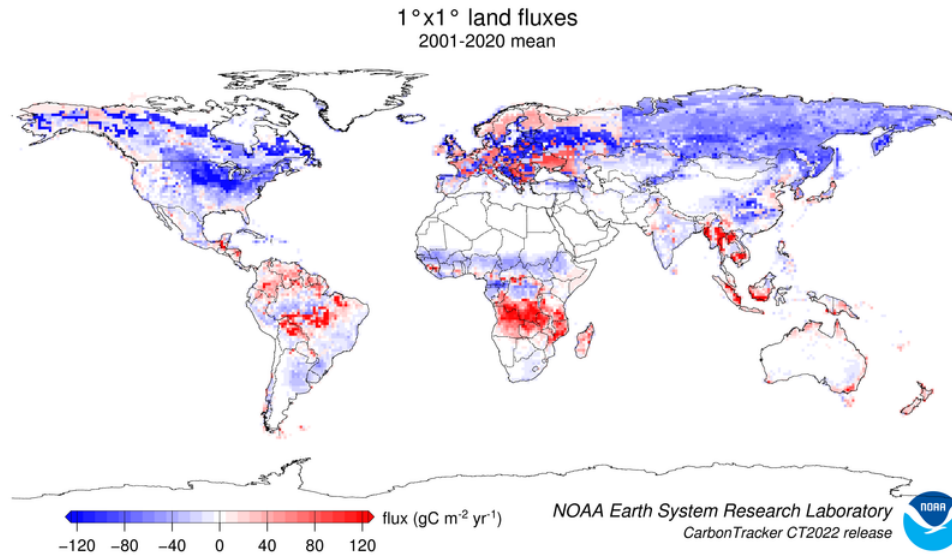 1°x1° land fluxes
2001-2020 mean
−120 −80 −40 0 40 80 120
flux (gC m⁻² yr⁻¹)
NOAA Earth System Research Laboratory
CarbonTracker CT2022 release
NOAA